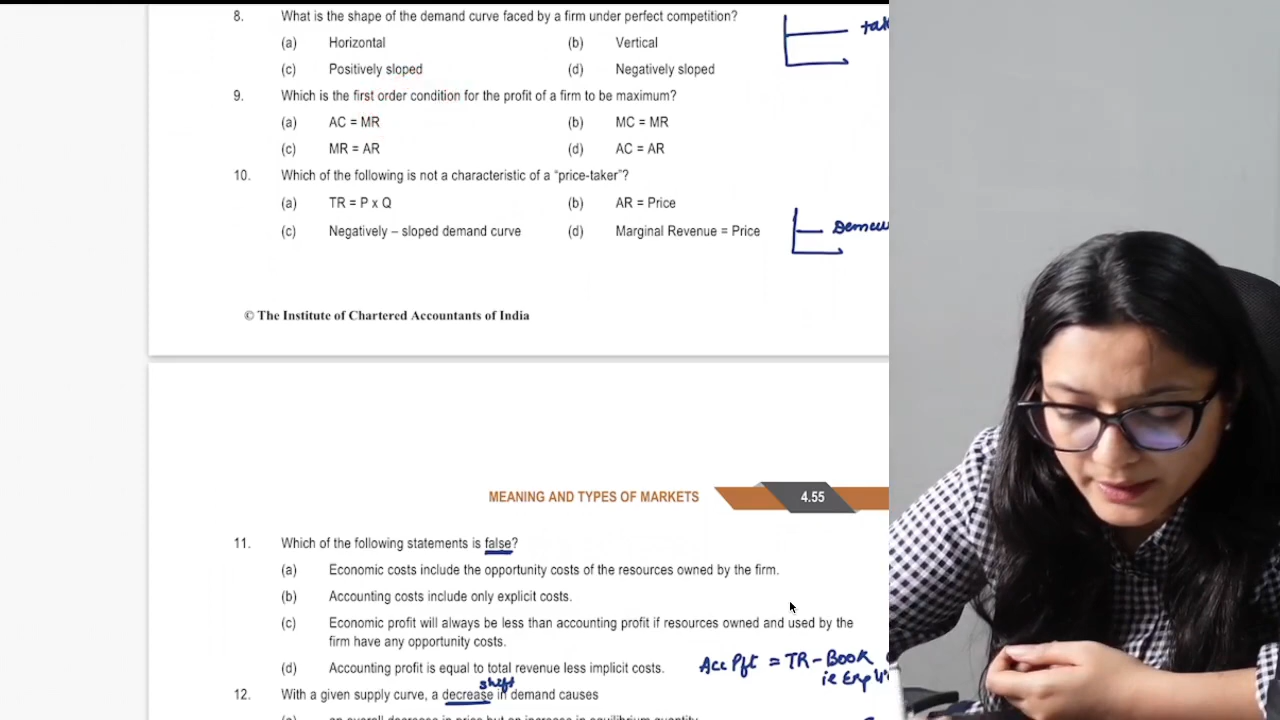 8. What is the shape of the demand curve faced by a firm under perfect competition?
(a) Horizontal (b) Vertical
(c) Positively sloped (d) Negatively sloped
9. Which is the first order condition for the profit of a firm to be maximum?
(a) AC = MR (b) MC = MR
(c) MR = AR (d) AC = AR
10. Which of the following is not a characteristic of a “price-taker”?
(a) TR = P x Q (b) AR = Price
(c) Negatively – sloped demand curve (d) Marginal Revenue = Price
© The Institute of Chartered Accountants of India
MEANING AND TYPES OF MARKETS 4.55
11. Which of the following statements is false?
(a) Economic costs include the opportunity costs of the resources owned by the firm.
(b) Accounting costs include only explicit costs.
(c) Economic profit will always be less than accounting profit if resources owned and used by the
firm have any opportunity costs.
(d) Accounting profit is equal to total revenue less implicit costs.
Acc Pft = TR - Book
ie
shift
12. With a given supply curve, a decrease in demand causes